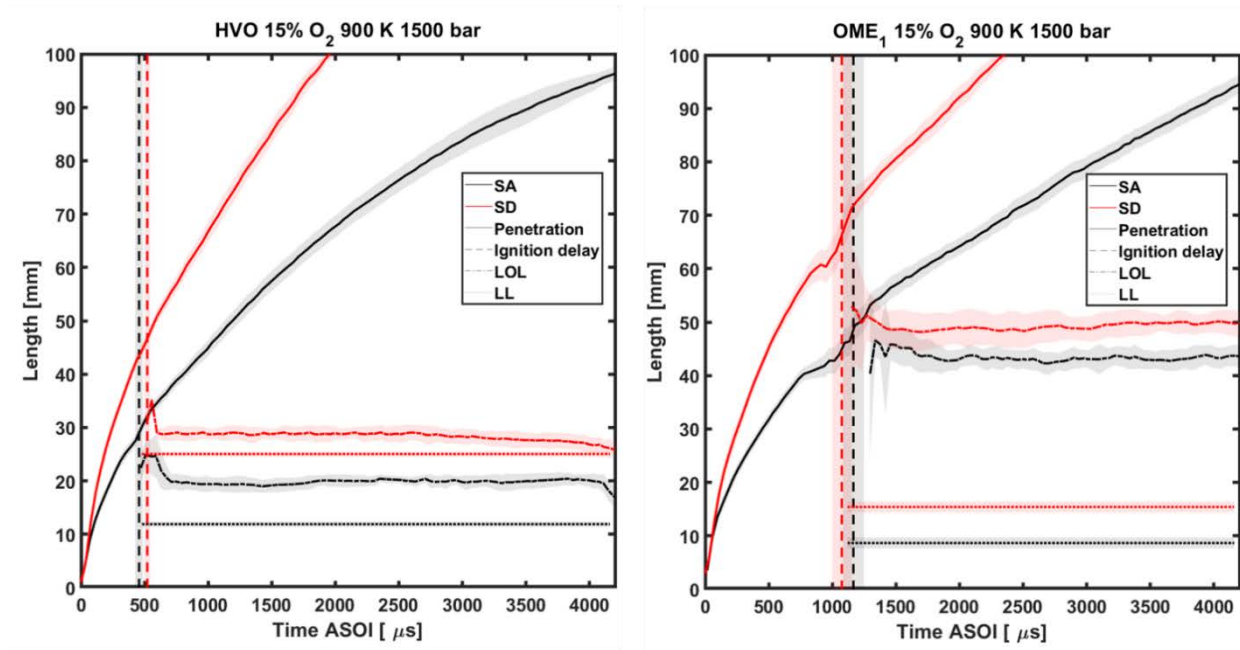 HVO 15% O2 900 K 1500 bar
100
90
80
70
60
50
40
30
20
10
0
Length [mm]
SA
SD
Penetration
Ignition delay
LOL
LL
0 500 1000 1500 2000 2500 3000 3500 4000
Time ASOI [ μs]
OME1 15% O2 900 K 1500 bar
100
90
80
70
60
50
40
30
20
10
0
Length [mm]
SA
SD
Penetration
Ignition delay
LOL
LL
0 500 1000 1500 2000 2500 3000 3500 4000
Time ASOI [ μs]